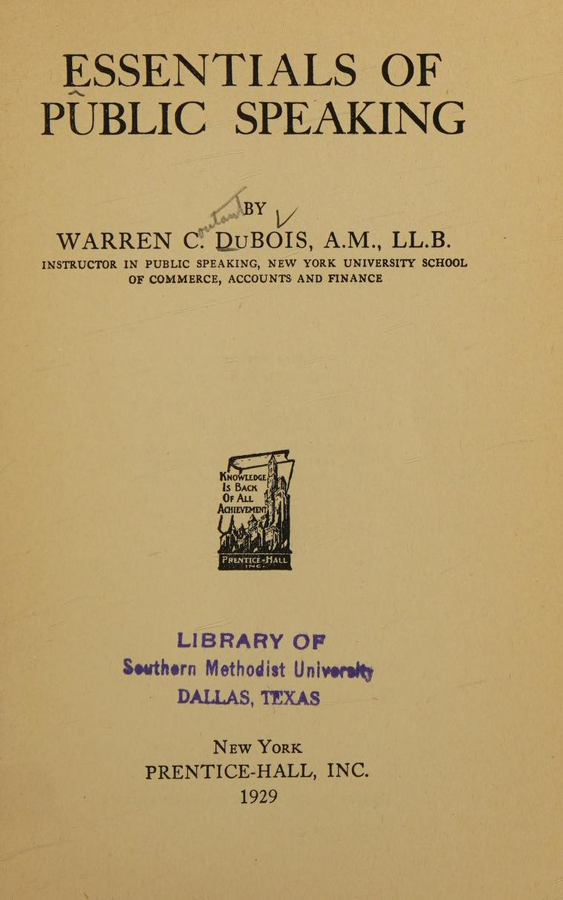 ESSENTIALS OF
PUBLIC SPEAKING
BY
outant
WARREN C. DuBOIS, A.M., LL.B.
INSTRUCTOR IN PUBLIC SPEAKING, NEW YORK UNIVERSITY SCHOOL
OF COMMERCE, ACCOUNTS AND FINANCE
KNOWLEDGE
IS BACK
OF ALL
ACHIEVEMENT
PRENTICE-HALL
INC.
LIBRARY OF
Southern Methodist University
DALLAS, TEXAS
NEW YORK
PRENTICE-HALL, INC.
1929